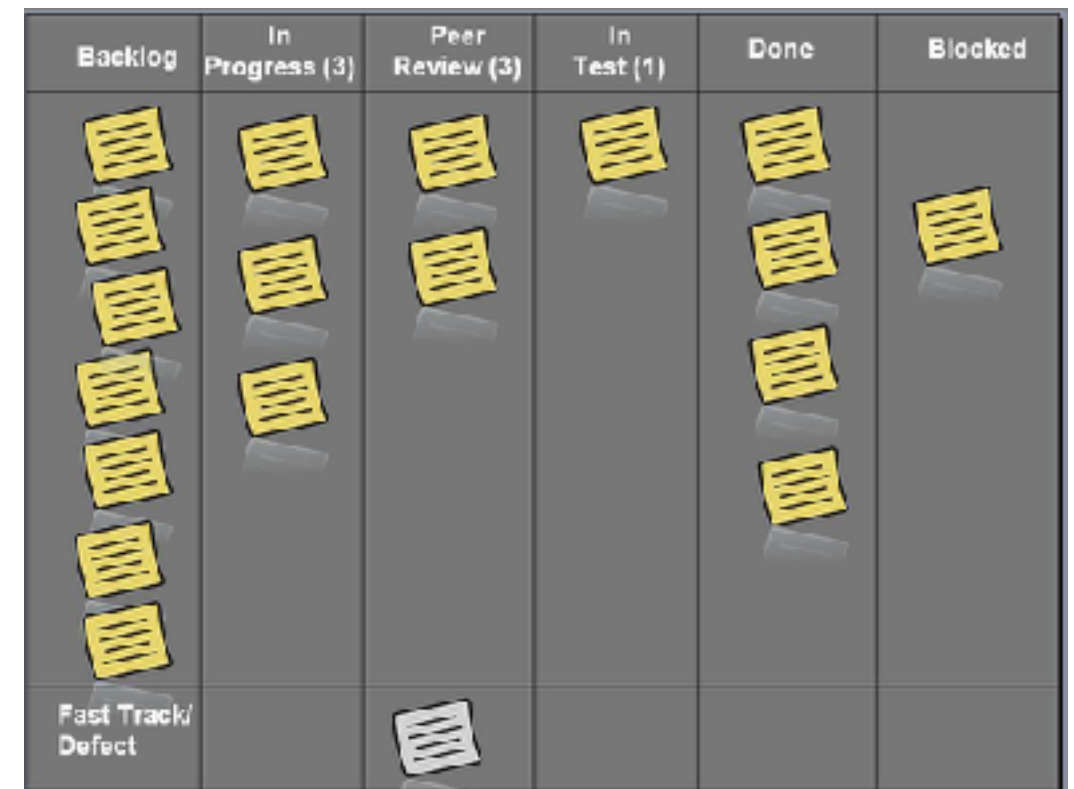 Backlog
In
Progress (3)
Peer
Review (3)
In
Test (1)
Done
Blocked
Fast Track/
Defect